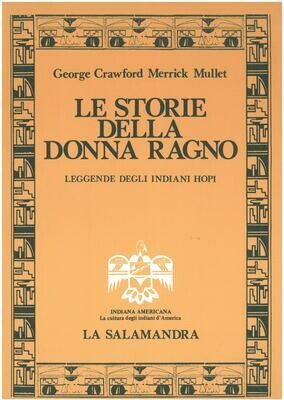 George Crawford Merrick Mullet
LE STORIE
DELLA
DONNA RAGNO
LEGGENDE DEGLI INDIANI HOPI
INDIANA AMERICANA
La cultura degli indiani d'America
LA SALAMANDRA